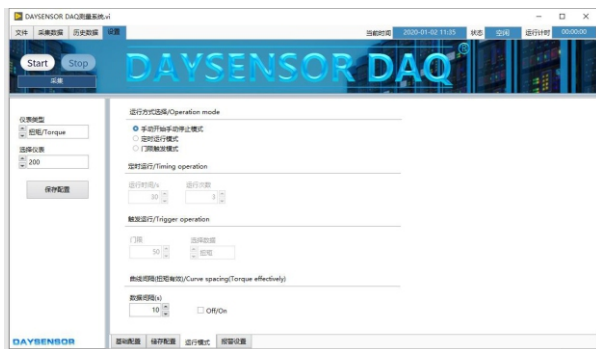 DAYSENSOR DAQ测量系统.vi
文件 采集数据 历史数据 设置 当前时间 2020-01-02 11:35 状态 空闲 运行计时 00:00:00
Start Stop
采集
DAYSENSOR DAQ
®
仪表类型
扭矩/Torque
选择仪表
200
保存配置
运行方式选择/Operation mode
手动开始手动停止模式
定时运行模式
门限触发模式
定时运行/Timing operation
运行时间/s 运行次数
30 3
触发运行/Trigger operation
门限 选择数据
50 扭矩
曲线间隔(扭矩有效)/Curve spacing(Torque effectively)
数据间隔(s)
10 Off/On
DAYSENSOR
基础配置 储存配置 运行模式 报警设置